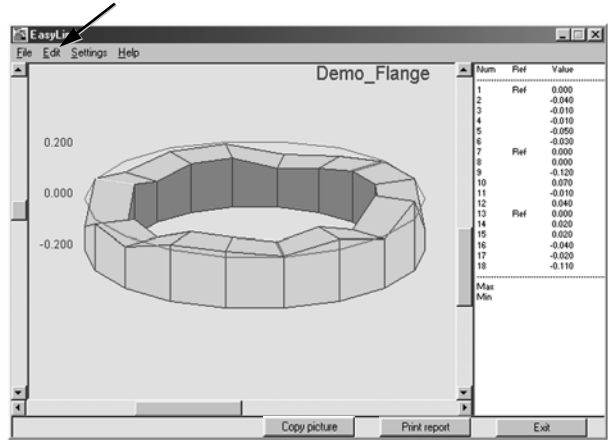 EasyLi
File Edit Settings Help
Demo_Flange
0.200
0.000
-0.200
Num Ref Value
1 Ref 0.000
2 -0.040
3 -0.010
4 -0.010
5 -0.050
6 -0.030
7 Ref 0.000
8 0.000
9 -0.120
10 0.070
11 -0.010
12 0.040
13 Ref 0.000
14 0.020
15 0.020
16 -0.040
17 -0.020
18 -0.110
Max
Min
Copy picture Print report Exit